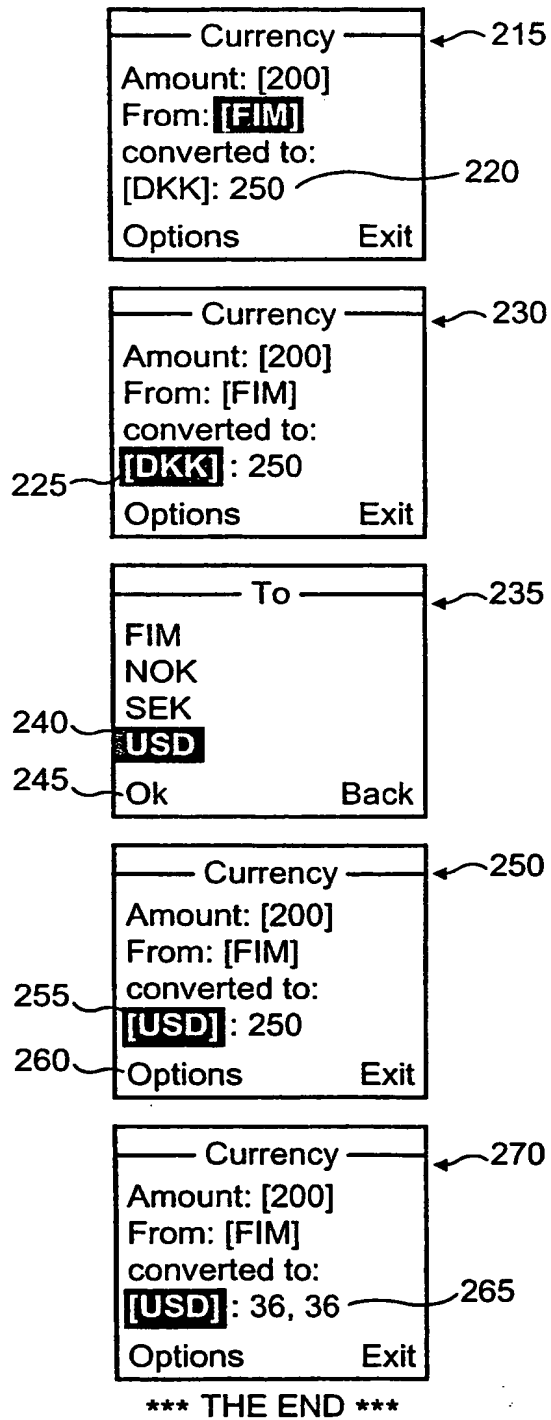 Currency 215
Amount: [200]
From: [FIM]
converted to:
[DKK]: 250 220
Options Exit
Currency 230
Amount: [200]
From: [FIM]
converted to:
225 [DKK] : 250
Options Exit
To 235
FIM
NOK
SEK
240 USD
245 Ok Back
Currency 250
Amount: [200]
From: [FIM]
converted to:
255 [USD] : 250
260 Options Exit
Currency 270
Amount: [200]
From: [FIM]
converted to:
[USD] : 36, 36 265
Options Exit
*** THE END ***